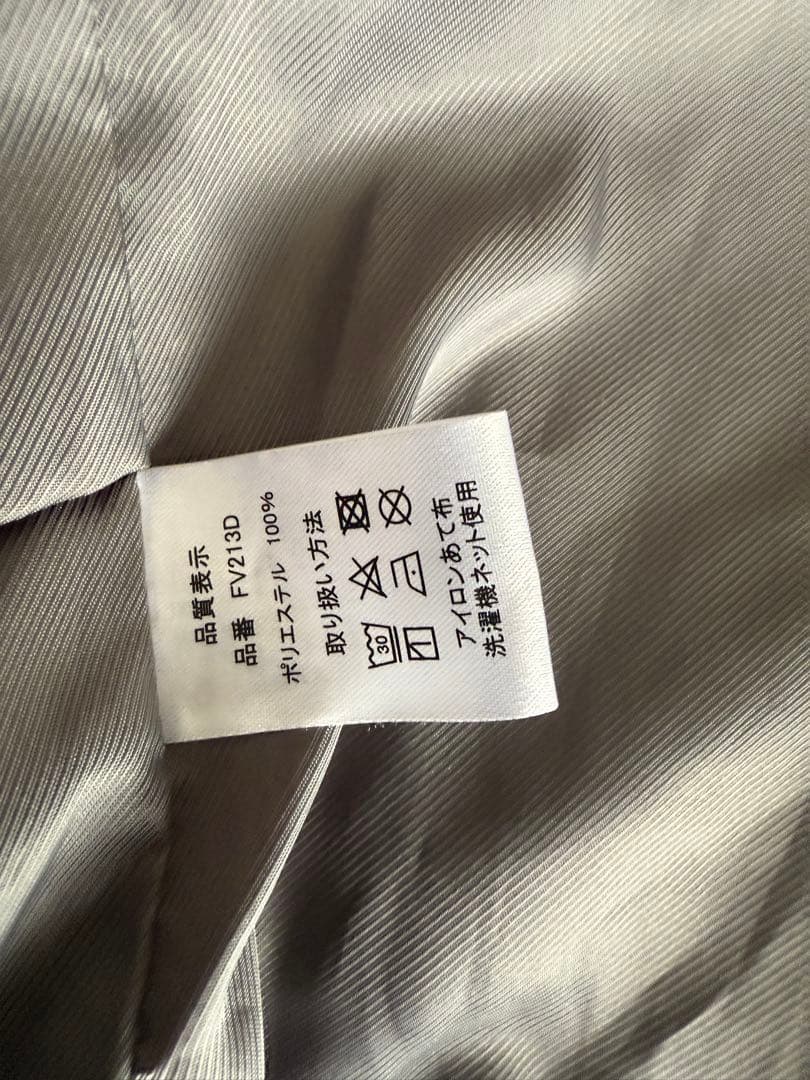 品質表示
品番 FV213D
ポリエステル 100%
取り扱い方法
30
アイロンあて布
洗濯機ネット使用